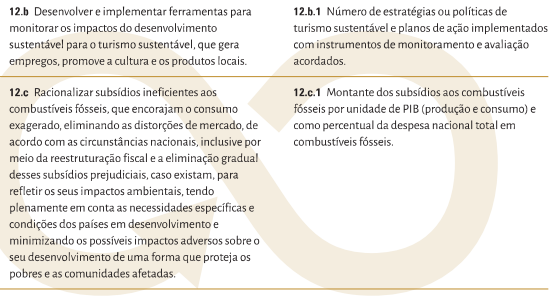 12.b Desenvolver e implementar ferramentas para
monitorar os impactos do desenvolvimento
sustentável para o turismo sustentável, que gera
empregos, promove a cultura e os produtos locais.
12.b.1 Número de estratégias ou políticas de
turismo sustentável e planos de ação implementados
com instrumentos de monitoramento e avaliação
acordados.
12.c Racionalizar subsídios ineficientes aos
combustíveis fósseis, que encorajam o consumo
exagerado, eliminando as distorções de mercado, de
acordo com as circunstâncias nacionais, inclusive por
meio da reestruturação fiscal e a eliminação gradual
desses subsídios prejudiciais, caso existam, para
refletir os seus impactos ambientais, tendo
plenamente em conta as necessidades específicas e
condições dos países em desenvolvimento e
minimizando os possíveis impactos adversos sobre o
seu desenvolvimento de uma forma que proteja os
pobres e as comunidades afetadas.
12.c.1 Montante dos subsídios aos combustíveis
fósseis por unidade de PIB (produção e consumo) e
como percentual da despesa nacional total em
combustíveis fósseis.